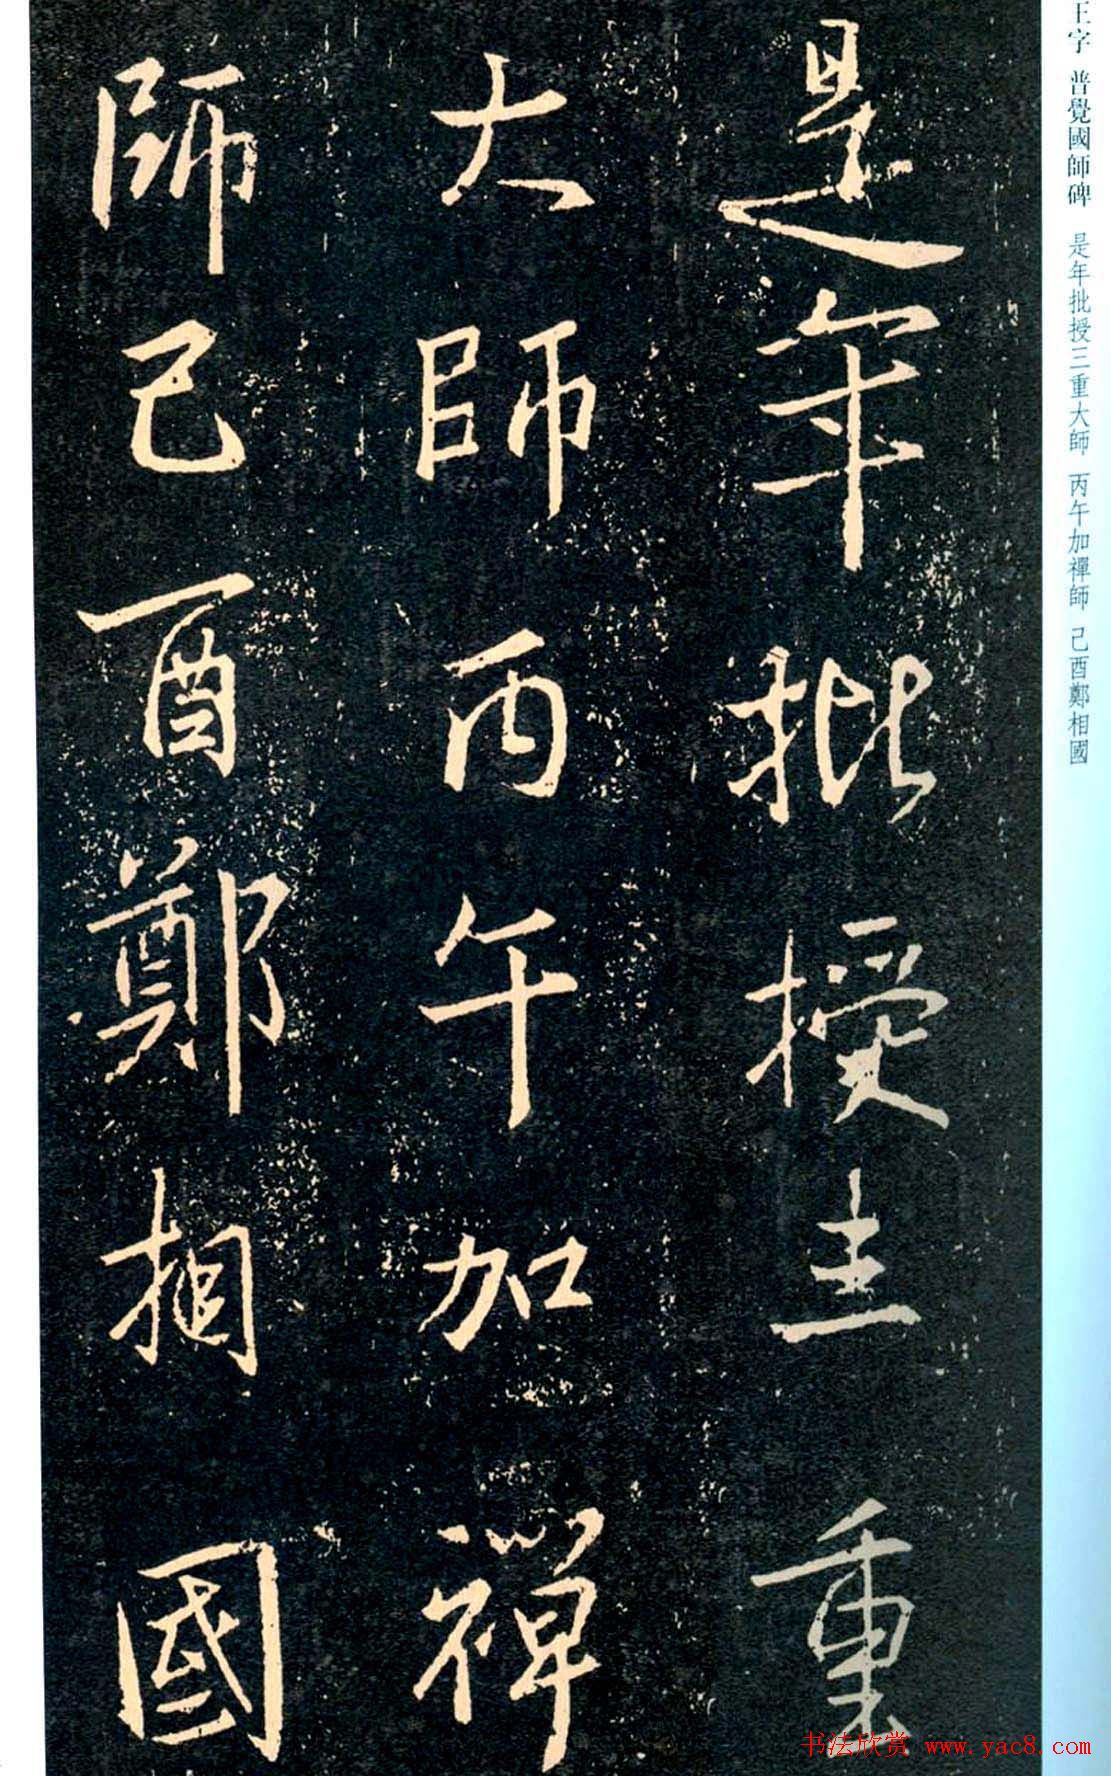 王字 普覺國師碑 是年批授三重大師 丙午加禪師 己酉鄭相國
是年批授主重
大師丙午加禪
師己酉鄭相國
书法欣赏 www.yac8.com